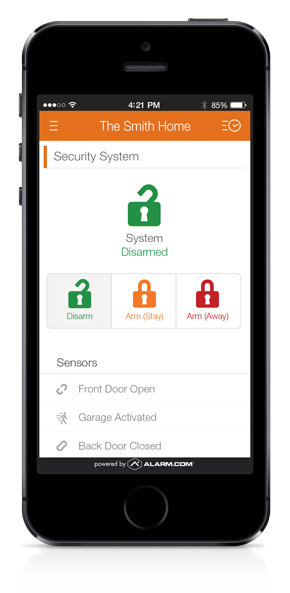 4:21 PM 85%
The Smith Home
Security System
System
Disarmed
Disarm Arm (Stay) Arm (Away)
Sensors
Front Door Open
Garage Activated
Back Door Closed
powered by ALARM.COM